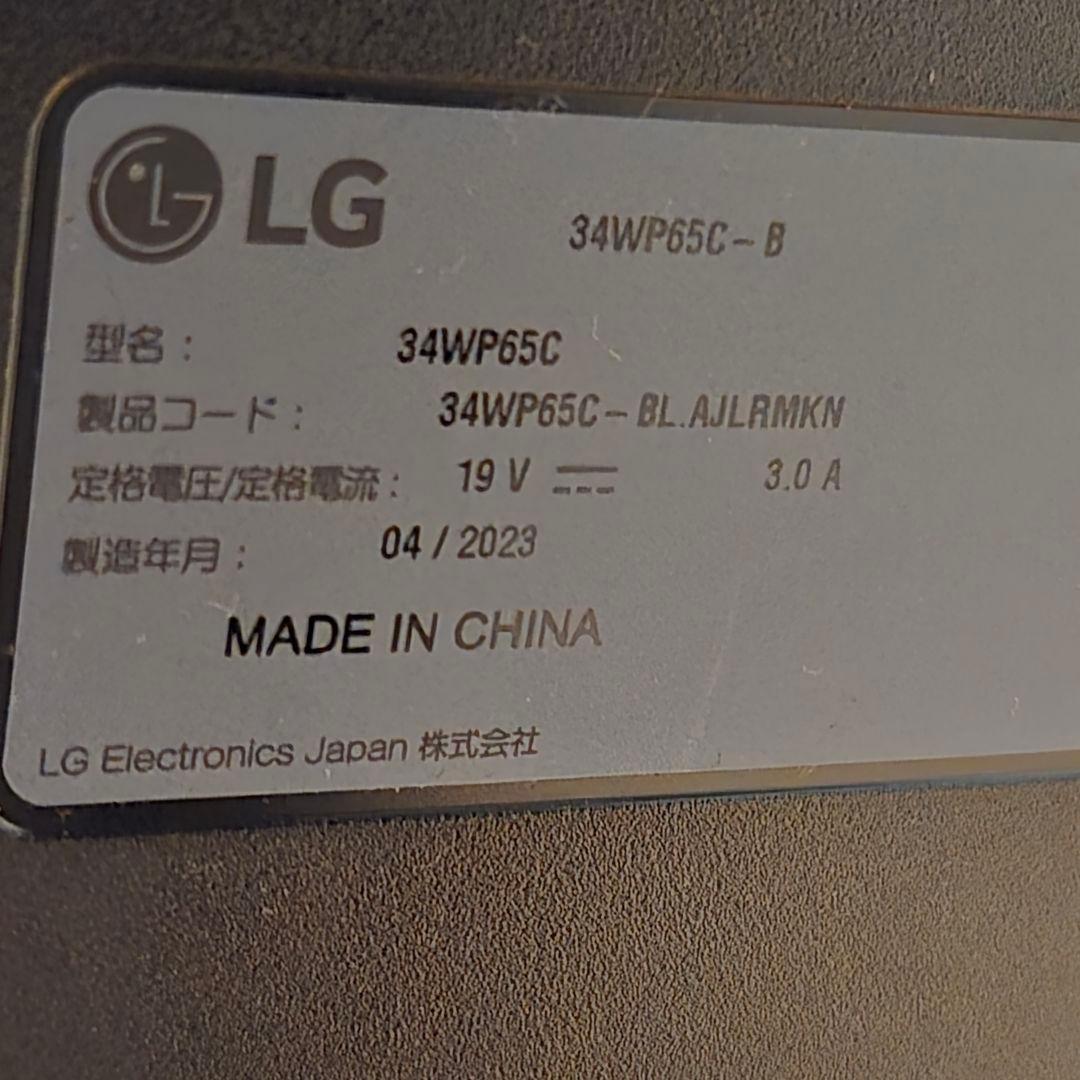 LG 34WP65C-B
型名: 34WP65C
製品コード: 34WP65C-BL.AJLRMKN
定格電圧/定格電流: 19 V ⎓ 3.0 A
製造年月: 04 / 2023
MADE IN CHINA
LG Electronics Japan 株式会社